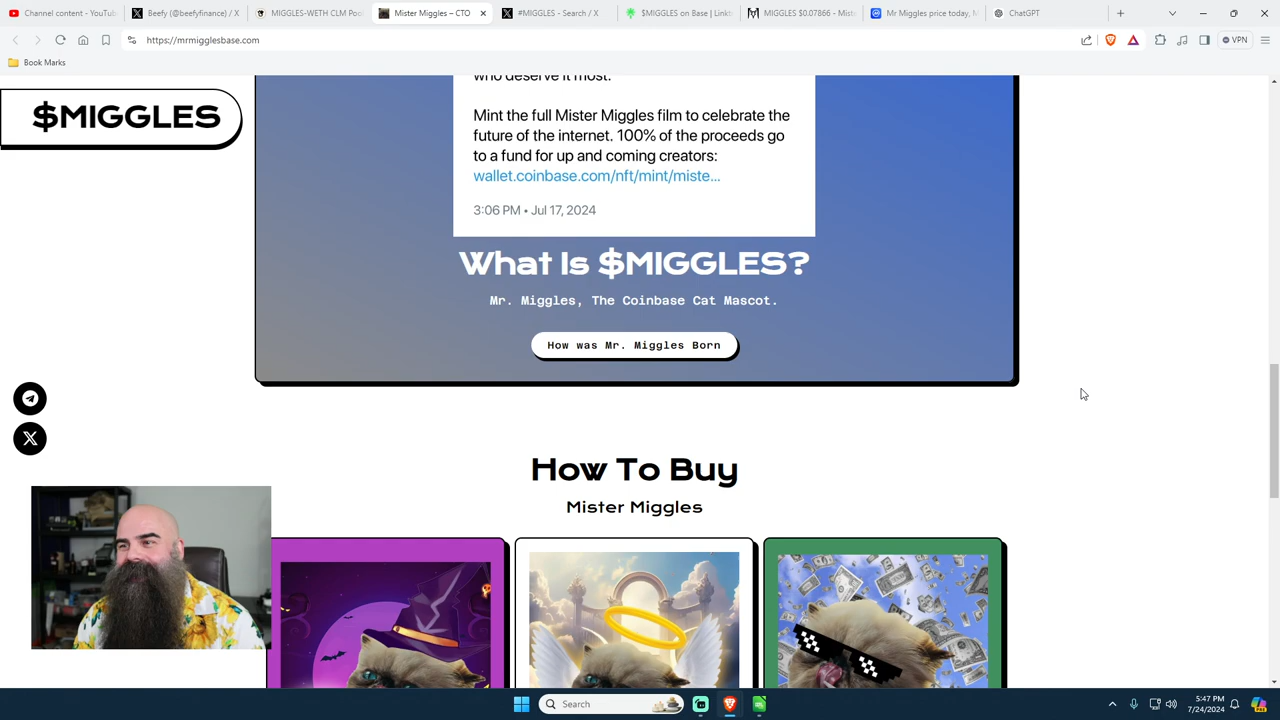 Channel content - YouTube
Beefy (@beefyfinance) / X
MIGGLES-WETH CLM Pool
Mister Miggles – CTO
#MIGGLES - Search / X
$MIGGLES on Base | Linktr
MIGGLES $0.0
Mr Miggles price today, M
ChatGPT
https://mrmigglesbase.com
VPN
Book Marks
$MIGGLES
who deserve it most.
Mint the full Mister Miggles film to celebrate the
future of the internet. 100% of the proceeds go
to a fund for up and coming creators:
wallet.coinbase.com/nft/mint/miste...
3:06 PM • Jul 17, 2024
What Is $MIGGLES?
Mr. Miggles, The Coinbase Cat Mascot.
How was Mr. Miggles Born
How To Buy
Mister Miggles
Search
5:47 PM
7/24/2024